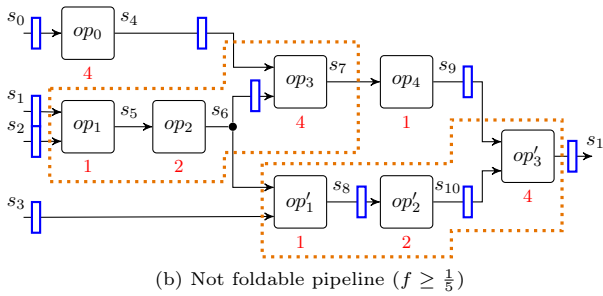 s0 op0 s4
4
s1 s2 op1 s5 op2 s6 op3 s7 op4 s9
1 2 4 1
s3 op'1 s8 op'2 s10 op'3 s1
1 2 4
(b) Not foldable pipeline (f ≥ 1/5)